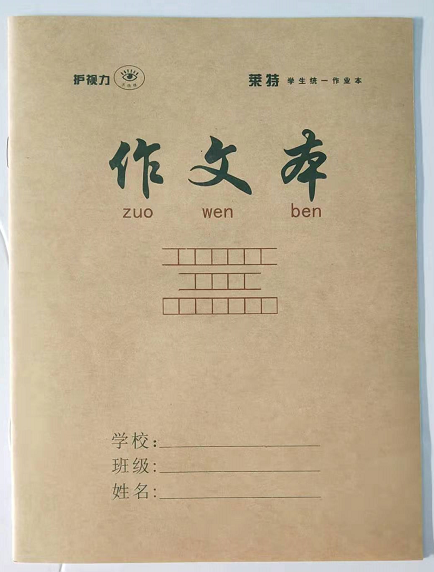 护视力 莱特 学生统一作业本
作文本
zuo wen ben
学校:
班级:
姓名: